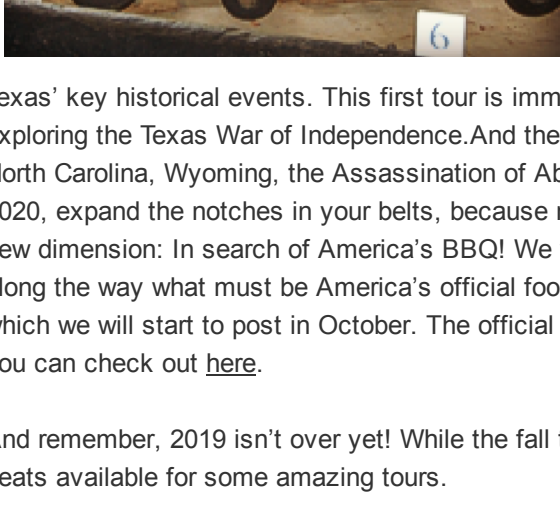 6
exas’ key historical events. This first tour is imm
xploring the Texas War of Independence.And the
orth Carolina, Wyoming, the Assassination of Ab
020, expand the notches in your belts, because
ew dimension: In search of America’s BBQ! We
long the way what must be America’s official foo
which we will start to post in October. The official
ou can check out here.
nd remember, 2019 isn’t over yet! While the fall
eats available for some amazing tours.